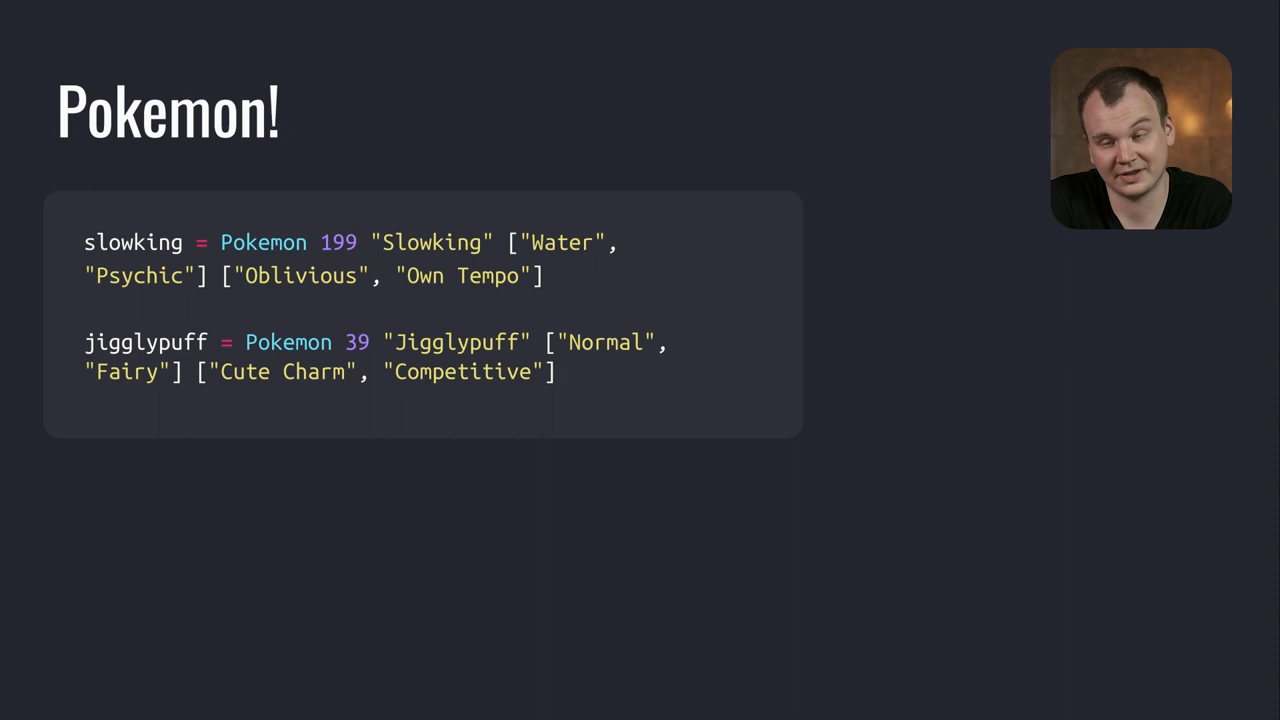 Pokemon!
slowking = Pokemon 199 "Slowking" ["Water",
"Psychic"] ["Oblivious", "Own Tempo"]
jigglypuff = Pokemon 39 "Jigglypuff" ["Normal",
"Fairy"] ["Cute Charm", "Competitive"]